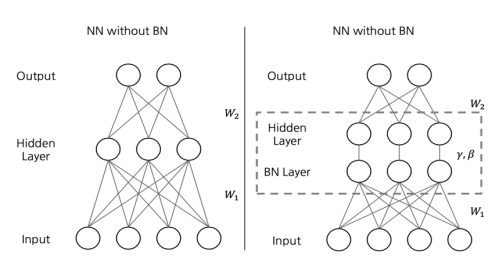 NN without BN
Output
W₂
Hidden
Layer
W₁
Input
NN without BN
Output
W₂
Hidden
Layer
γ, β
BN Layer
W₁
Input